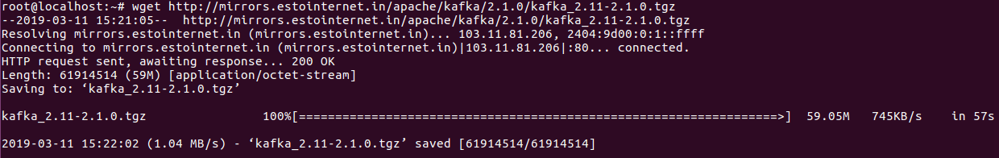 root@localhost:~# wget http://mirrors.estointernet.in/apache/kafka/2.1.0/kafka_2.11-2.1.0.tgz
--2019-03-11 15:21:05--  http://mirrors.estointernet.in/apache/kafka/2.1.0/kafka_2.11-2.1.0.tgz
Resolving mirrors.estointernet.in (mirrors.estointernet.in)... 103.11.81.206, 2404:9d00:0:1::ffff
Connecting to mirrors.estointernet.in (mirrors.estointernet.in)|103.11.81.206|:80... connected.
HTTP request sent, awaiting response... 200 OK
Length: 61914514 (59M) [application/octet-stream]
Saving to: ‘kafka_2.11-2.1.0.tgz’
kafka_2.11-2.1.0.tgz 100%[==================================================================>] 59.05M 745KB/s in 57s
2019-03-11 15:22:02 (1.04 MB/s) - ‘kafka_2.11-2.1.0.tgz’ saved [61914514/61914514]